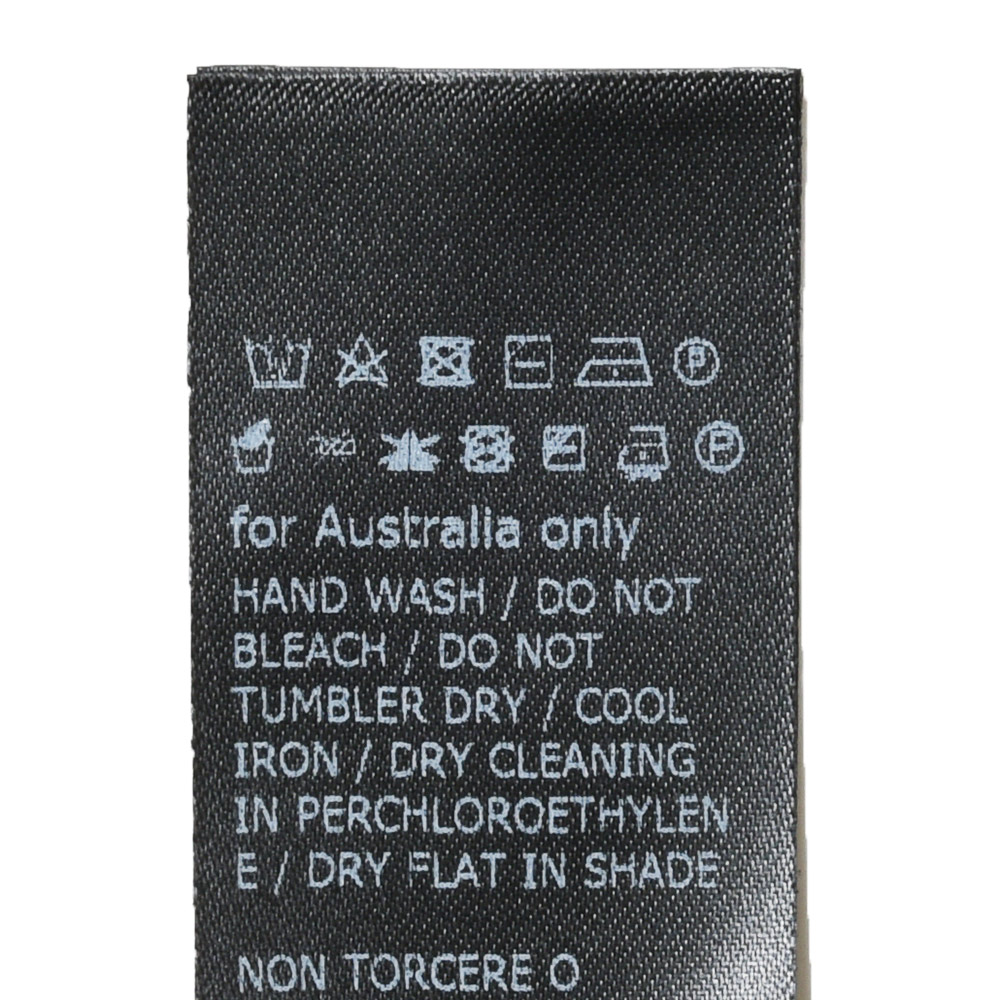 P
P
for Australia only
HAND WASH / DO NOT
BLEACH / DO NOT
TUMBLER DRY / COOL
IRON / DRY CLEANING
IN PERCHLOROETHYLEN
E / DRY FLAT IN SHADE
NON TORCERE O